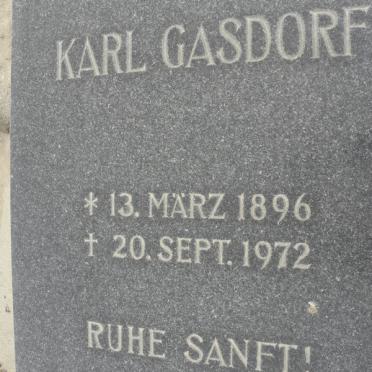 KARL GASDORF
* 13. MÄRZ 1896
† 20. SEPT. 1972
RUHE SANFT!